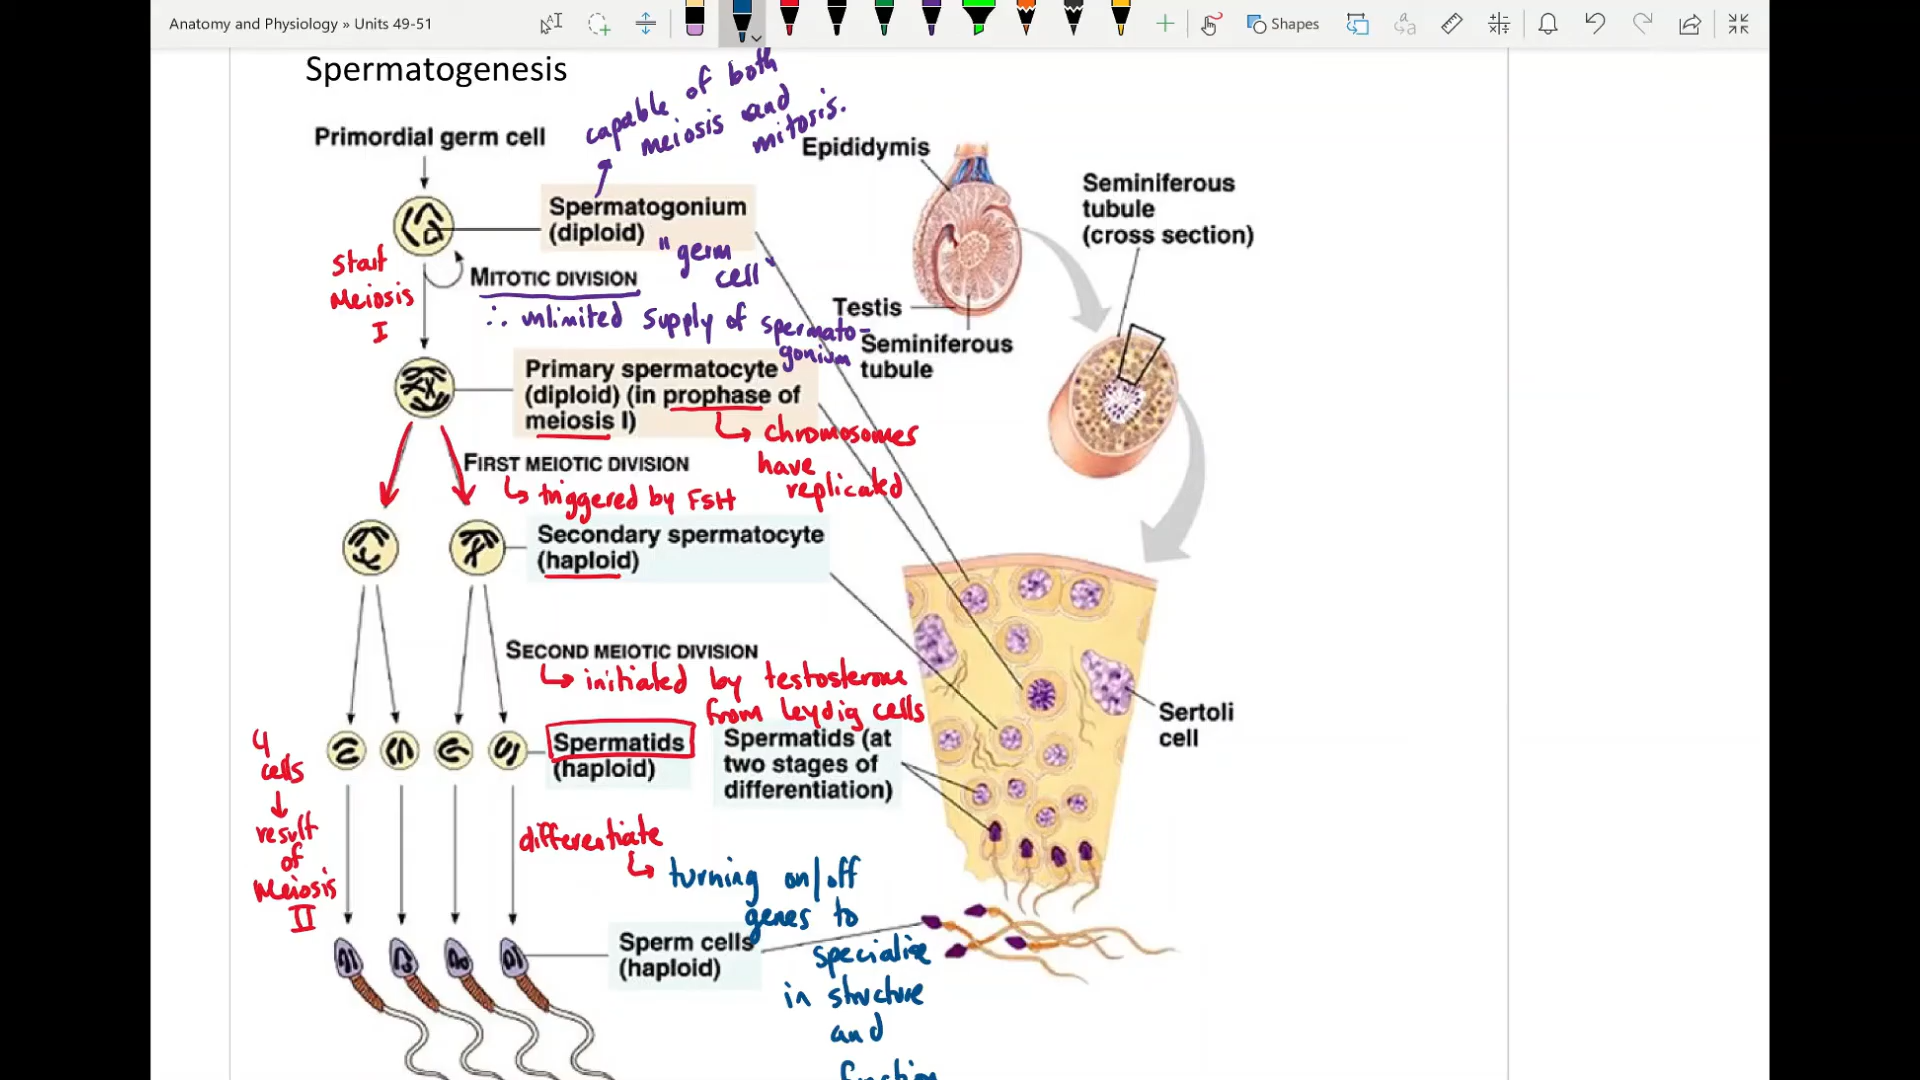 Anatomy and Physiology » Units 49-51
Shapes
Spermatogenesis
capable of both
meiosis and
mitosis.
Primordial germ cell
Spermatogonium
(diploid)
"germ
cell"
start
meiosis
I
MITOTIC DIVISION
∴ unlimited supply of spermato-
gonium
Primary spermatocyte
(diploid) (in prophase of
meiosis I)
↳ chromosomes
have
replicated
FIRST MEIOTIC DIVISION
↳ triggered by FSH
Secondary spermatocyte
(haploid)
SECOND MEIOTIC DIVISION
↳ initiated by testosterone
from leydig cells
4
cells
↓
result
of
meiosis
II
Spermatids
(haploid)
Spermatids (at
two stages of
differentiation)
differentiate
↳ turning on/off
genes to
specialize
in structure
and
function
Sperm cells
(haploid)
Epididymis
Testis
Seminiferous
tubule
Seminiferous
tubule
(cross section)
Sertoli
cell